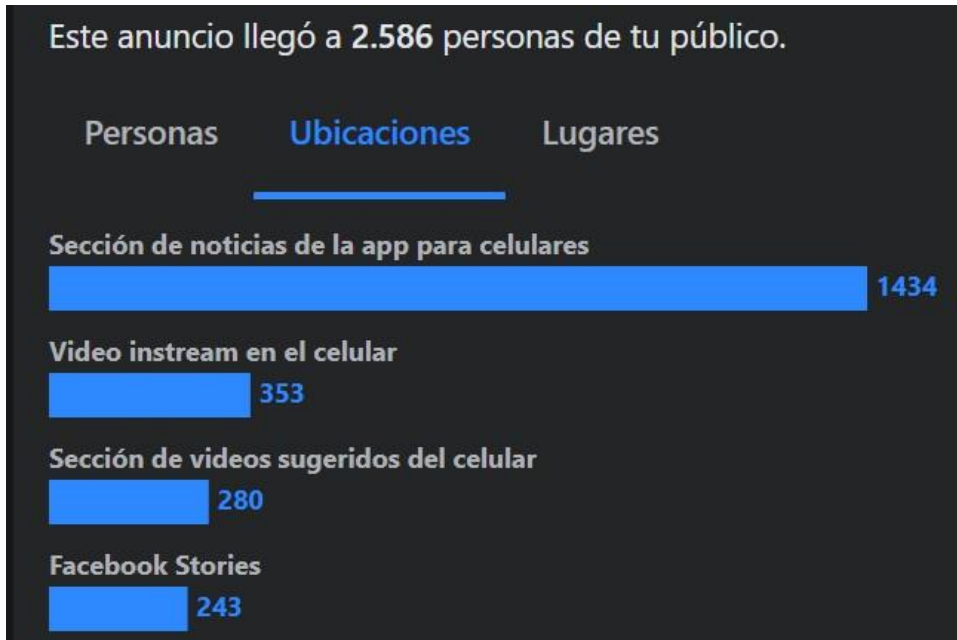 Este anuncio llegó a 2.586 personas de tu público.
Personas Ubicaciones Lugares
Sección de noticias de la app para celulares
1434
Video instream en el celular
353
Sección de videos sugeridos del celular
280
Facebook Stories
243